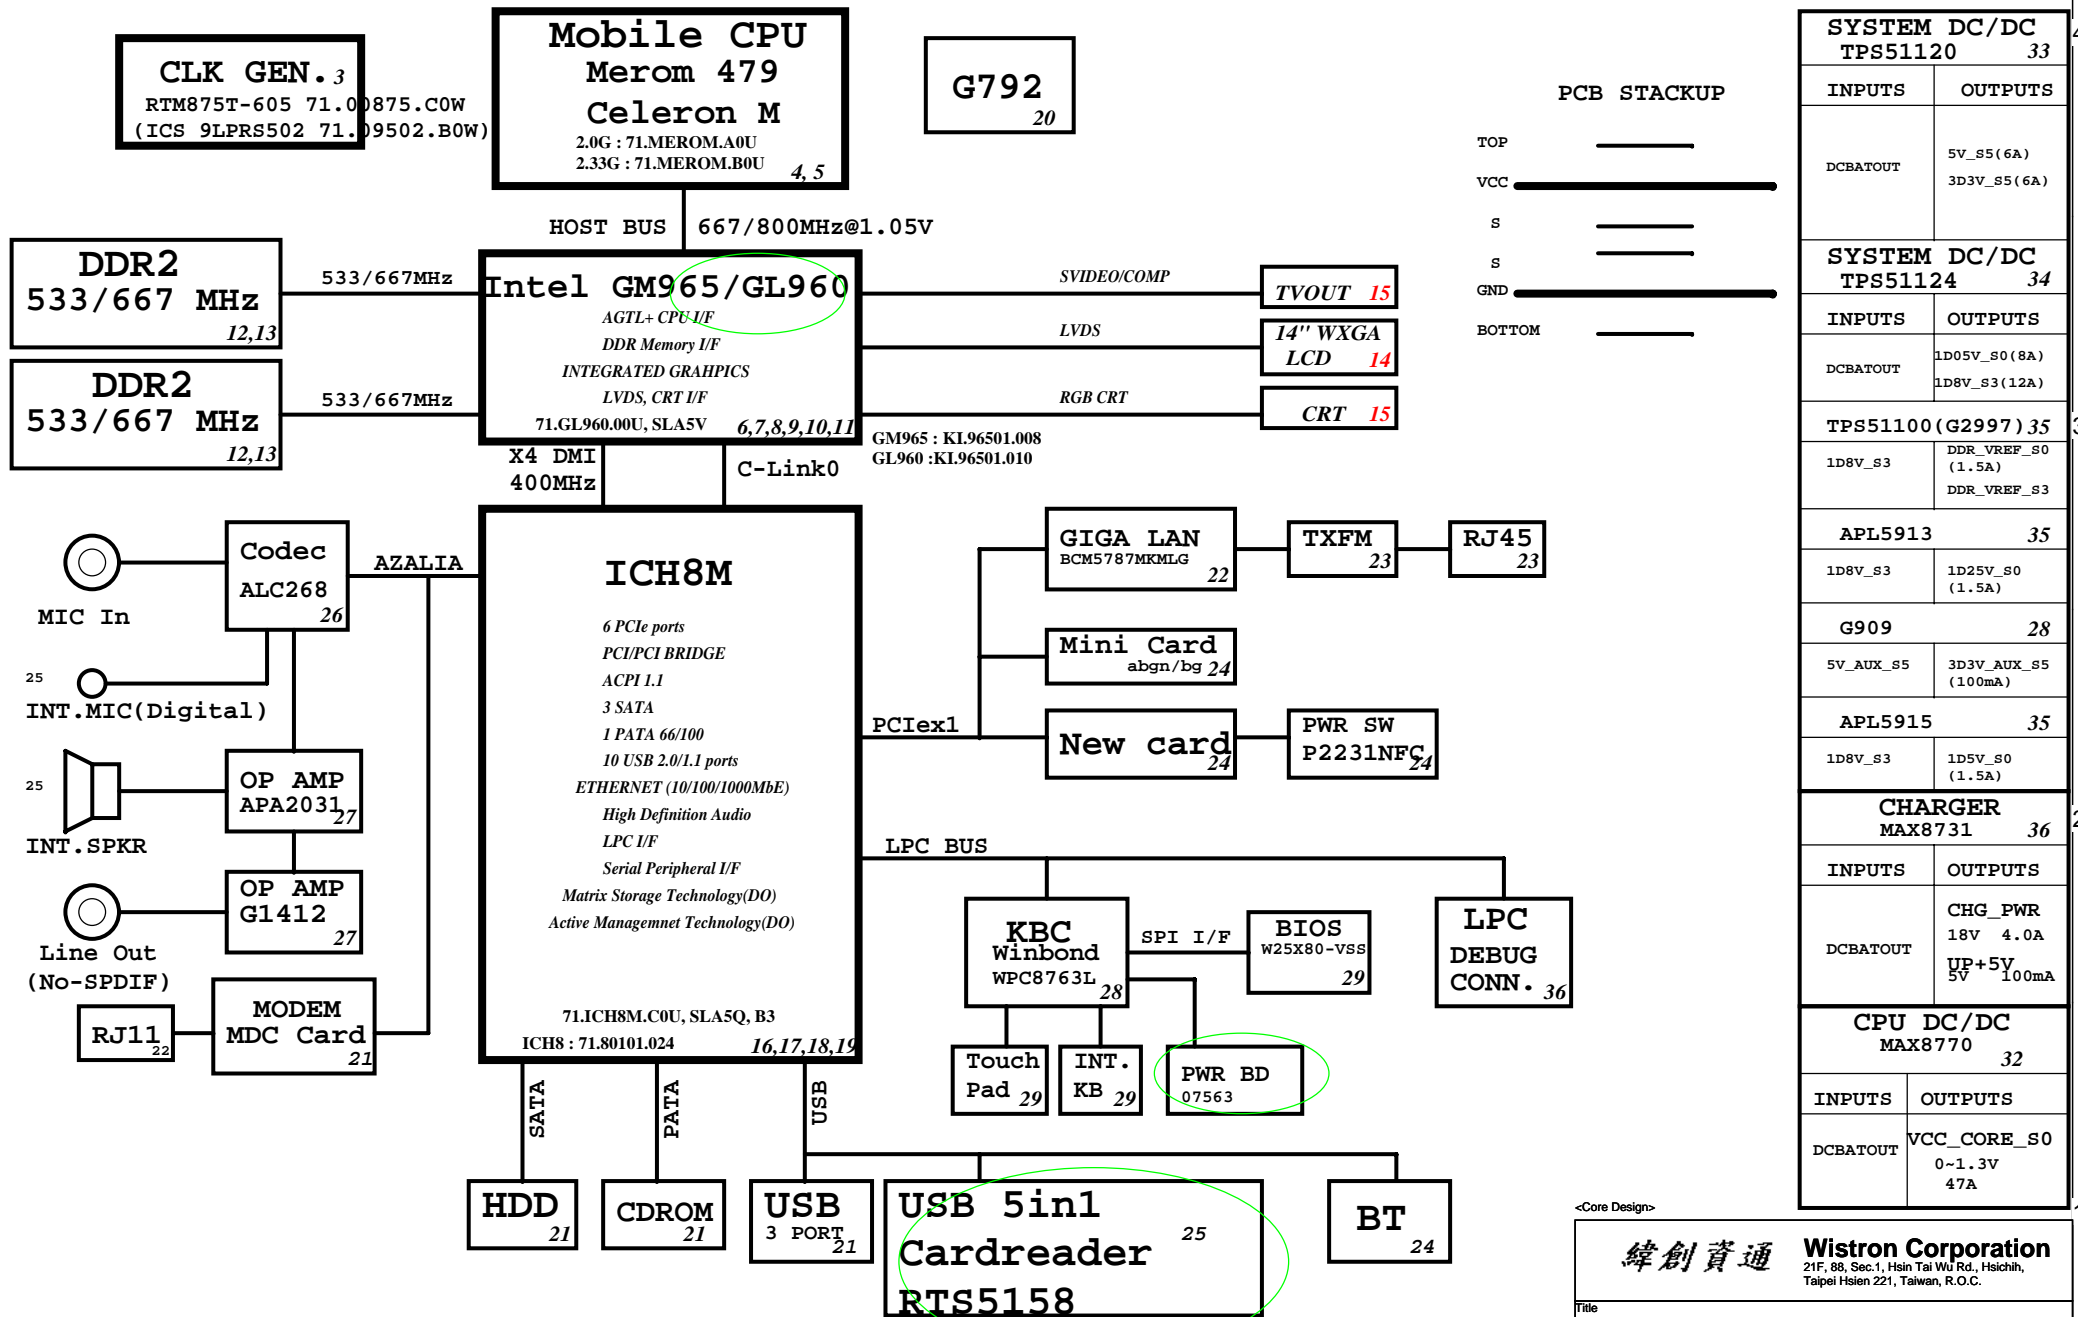 CLK GEN. 3
RTM875T-605 71.00875.C0W
(ICS 9LPRS502 71.09502.B0W)
Mobile CPU
Merom 479
Celeron M
2.0G : 71.MEROM.A0U
2.33G : 71.MEROM.B0U
4, 5
G792
20
HOST BUS 667/800MHz@1.05V
DDR2
533/667 MHz
12,13
533/667MHz
DDR2
533/667 MHz
12,13
533/667MHz
Intel GM965/GL960
AGTL+ CPU I/F
DDR Memory I/F
INTEGRATED GRAHPICS
LVDS, CRT I/F
71.GL960.00U, SLA5V 6,7,8,9,10,11
SVIDEO/COMP
TVOUT 15
LVDS
14" WXGA
LCD 14
RGB CRT
CRT 15
GM965 : KI.96501.008
GL960 :KI.96501.010
X4 DMI
400MHz
C-Link0
PCB STACKUP
TOP
VCC
S
S
GND
BOTTOM
ICH8M
6 PCIe ports
PCI/PCI BRIDGE
ACPI 1.1
3 SATA
1 PATA 66/100
10 USB 2.0/1.1 ports
ETHERNET (10/100/1000MbE)
High Definition Audio
LPC I/F
Serial Peripheral I/F
Matrix Storage Technology(DO)
Active Managemnet Technology(DO)
71.ICH8M.C0U, SLA5Q, B3
ICH8 : 71.80101.024 16,17,18,19
MIC In
Codec
ALC268
26
AZALIA
25
INT.MIC(Digital)
25
INT.SPKR
OP AMP
APA2031
27
OP AMP
G1412
27
Line Out
(No-SPDIF)
RJ11
22
MODEM
MDC Card
21
PCIex1
GIGA LAN
BCM5787MKMLG
22
TXFM
23
RJ45
23
Mini Card
abgn/bg 24
New card
24
PWR SW
P2231NFC
24
LPC BUS
KBC
Winbond
WPC8763L
28
SPI I/F
BIOS
W25X80-VSS
29
LPC
DEBUG
CONN. 36
Touch
Pad 29
INT.
KB 29
PWR BD
07563
SATA
PATA
USB
HDD
21
CDROM
21
USB
3 PORT
21
USB 5in1
Cardreader
RTS5158
25
BT
24
SYSTEM DC/DC
TPS51120 33
INPUTS OUTPUTS
DCBATOUT
5V_S5(6A)
3D3V_S5(6A)
SYSTEM DC/DC
TPS51124 34
INPUTS OUTPUTS
DCBATOUT
1D05V_S0(8A)
1D8V_S3(12A)
TPS51100(G2997) 35
1D8V_S3
DDR_VREF_S0
(1.5A)
DDR_VREF_S3
APL5913 35
1D8V_S3 1D25V_S0
(1.5A)
G909 28
5V_AUX_S5 3D3V_AUX_S5
(100mA)
APL5915 35
1D8V_S3 1D5V_S0
(1.5A)
CHARGER
MAX8731 36
INPUTS OUTPUTS
DCBATOUT
CHG_PWR
18V 4.0A
UP+5V
5V 100mA
CPU DC/DC
MAX8770
32
INPUTS OUTPUTS
DCBATOUT
VCC_CORE_S0
0~1.3V
47A
<Core Design>
緯創資通 Wistron Corporation
21F, 88, Sec.1, Hsin Tai Wu Rd., Hsichih,
Taipei Hsien 221, Taiwan, R.O.C.
Title